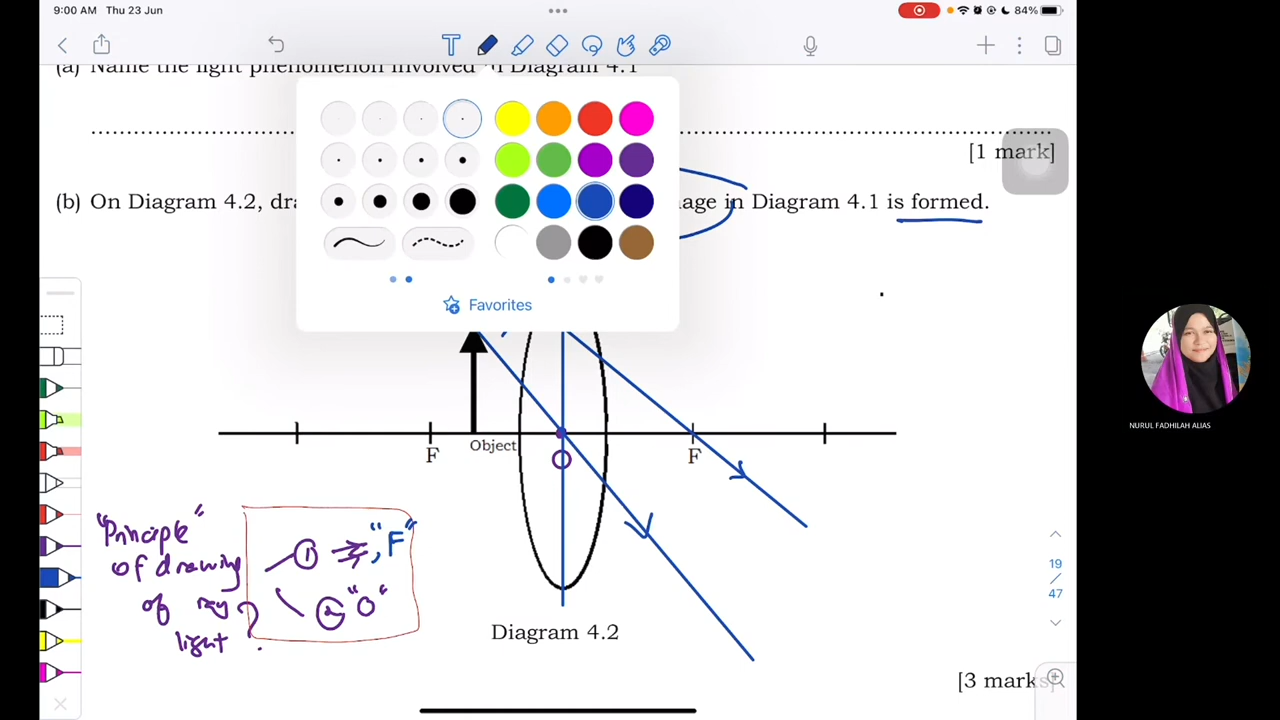 9:00 AM Thu 23 Jun
84%
(a) Name the light phenomenon involved in Diagram 4.1
[1 mark]
(b) On Diagram 4.2, dra
age in Diagram 4.1 is formed.
Favorites
F
Object
O
F
"Principle"
of drawing
of ray
light ?
1 → , "F"
2 "O"
Diagram 4.2
[3 marks]
19
/
47
NURUL FADHILAH ALIAS